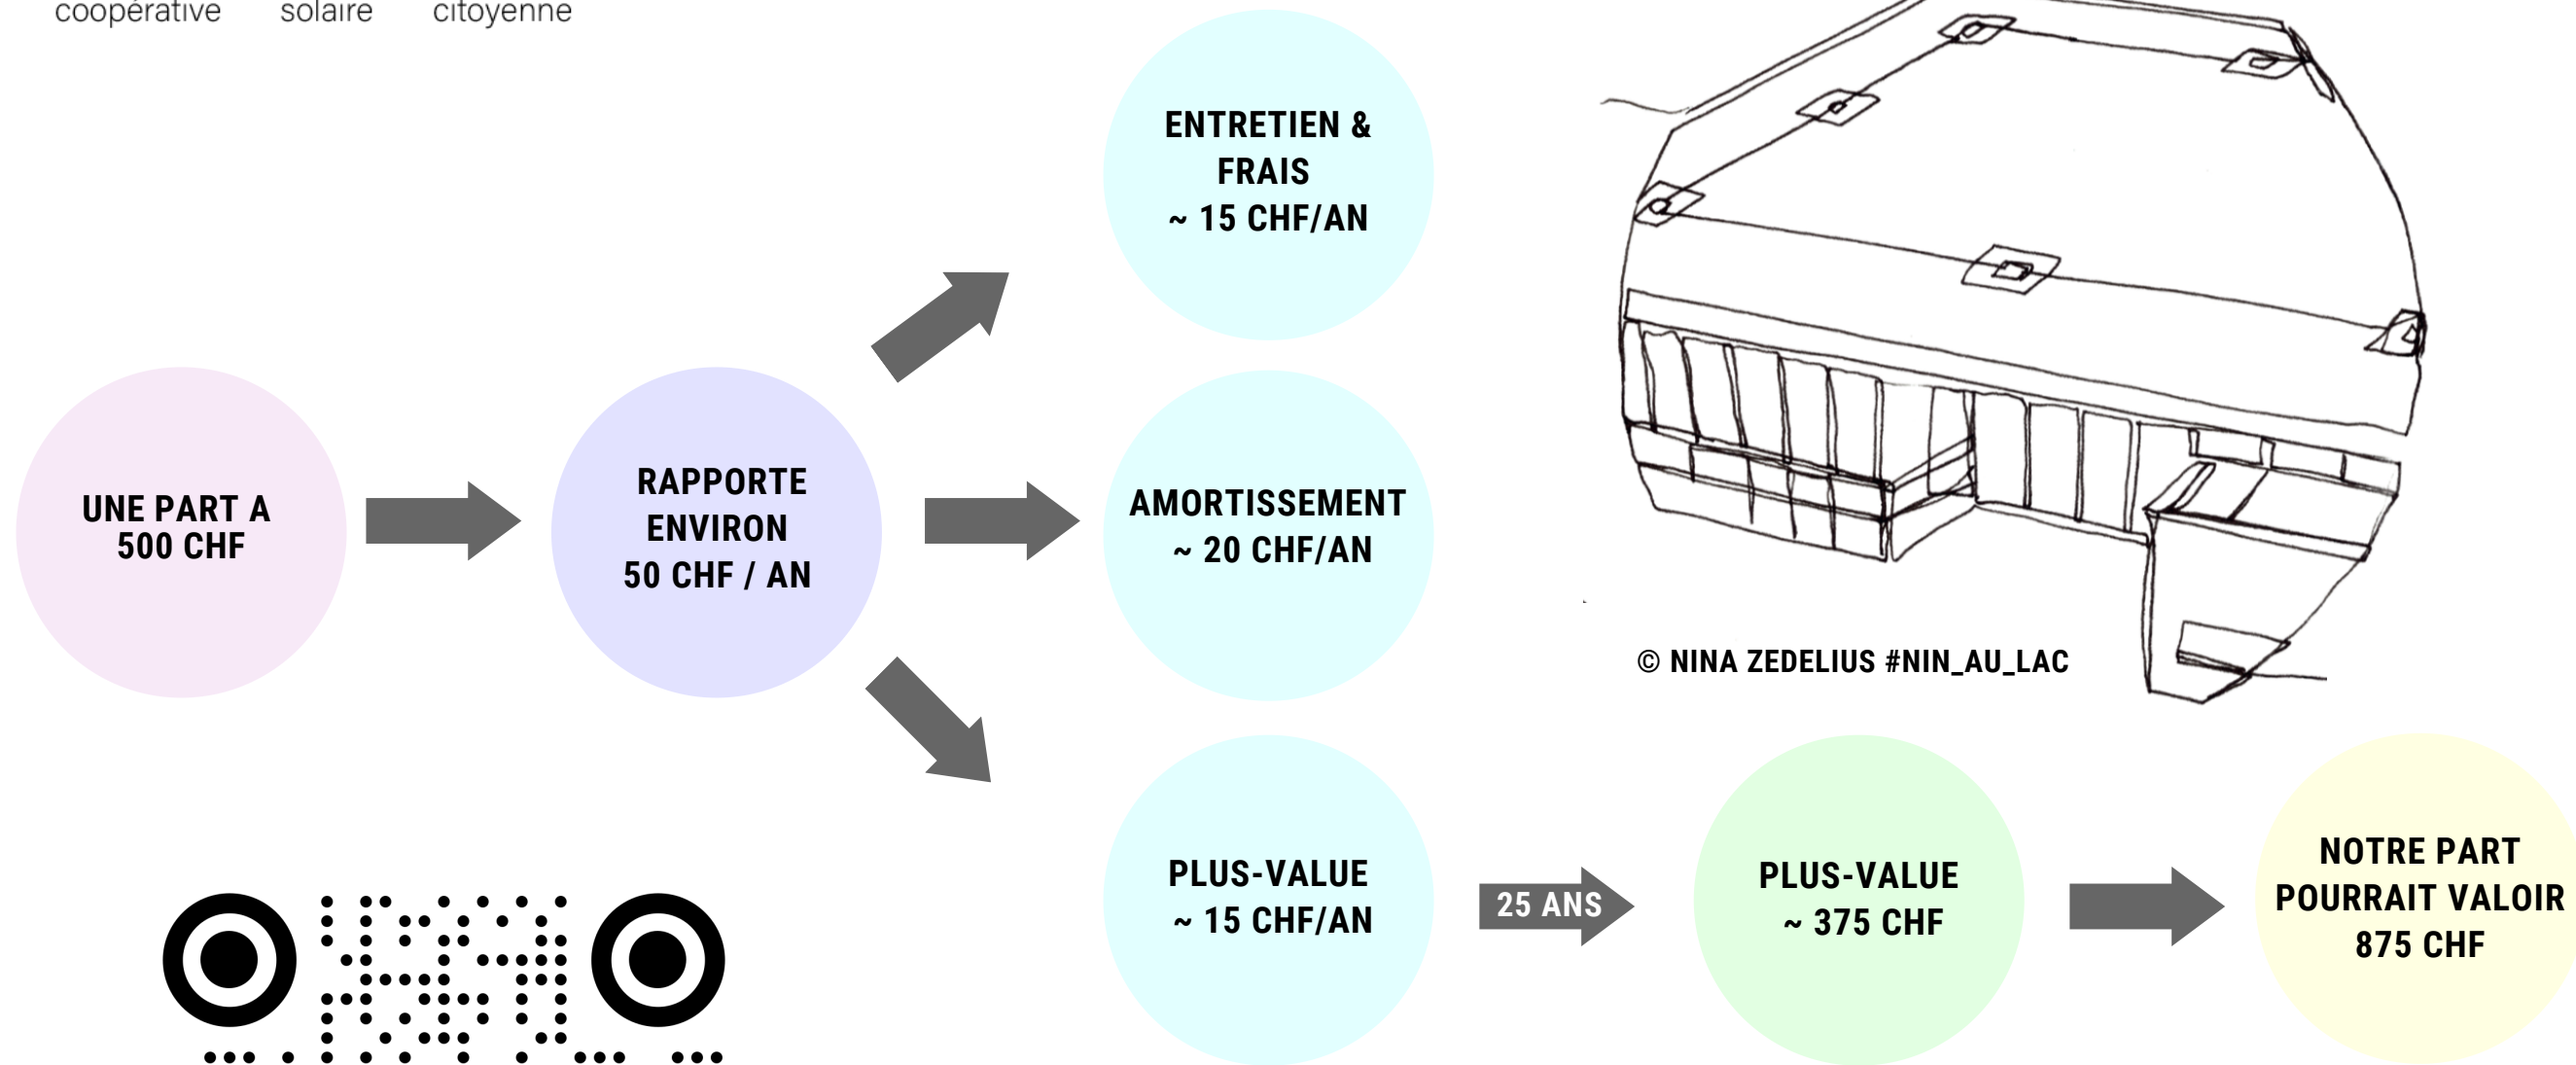 coopérative solaire citoyenne
ENTRETIEN &
FRAIS
~ 15 CHF/AN
UNE PART A
500 CHF
RAPPORTE
ENVIRON
50 CHF / AN
AMORTISSEMENT
~ 20 CHF/AN
© NINA ZEDELIUS #NIN_AU_LAC
PLUS-VALUE
~ 15 CHF/AN
25 ANS
PLUS-VALUE
~ 375 CHF
NOTRE PART
POURRAIT VALOIR
875 CHF